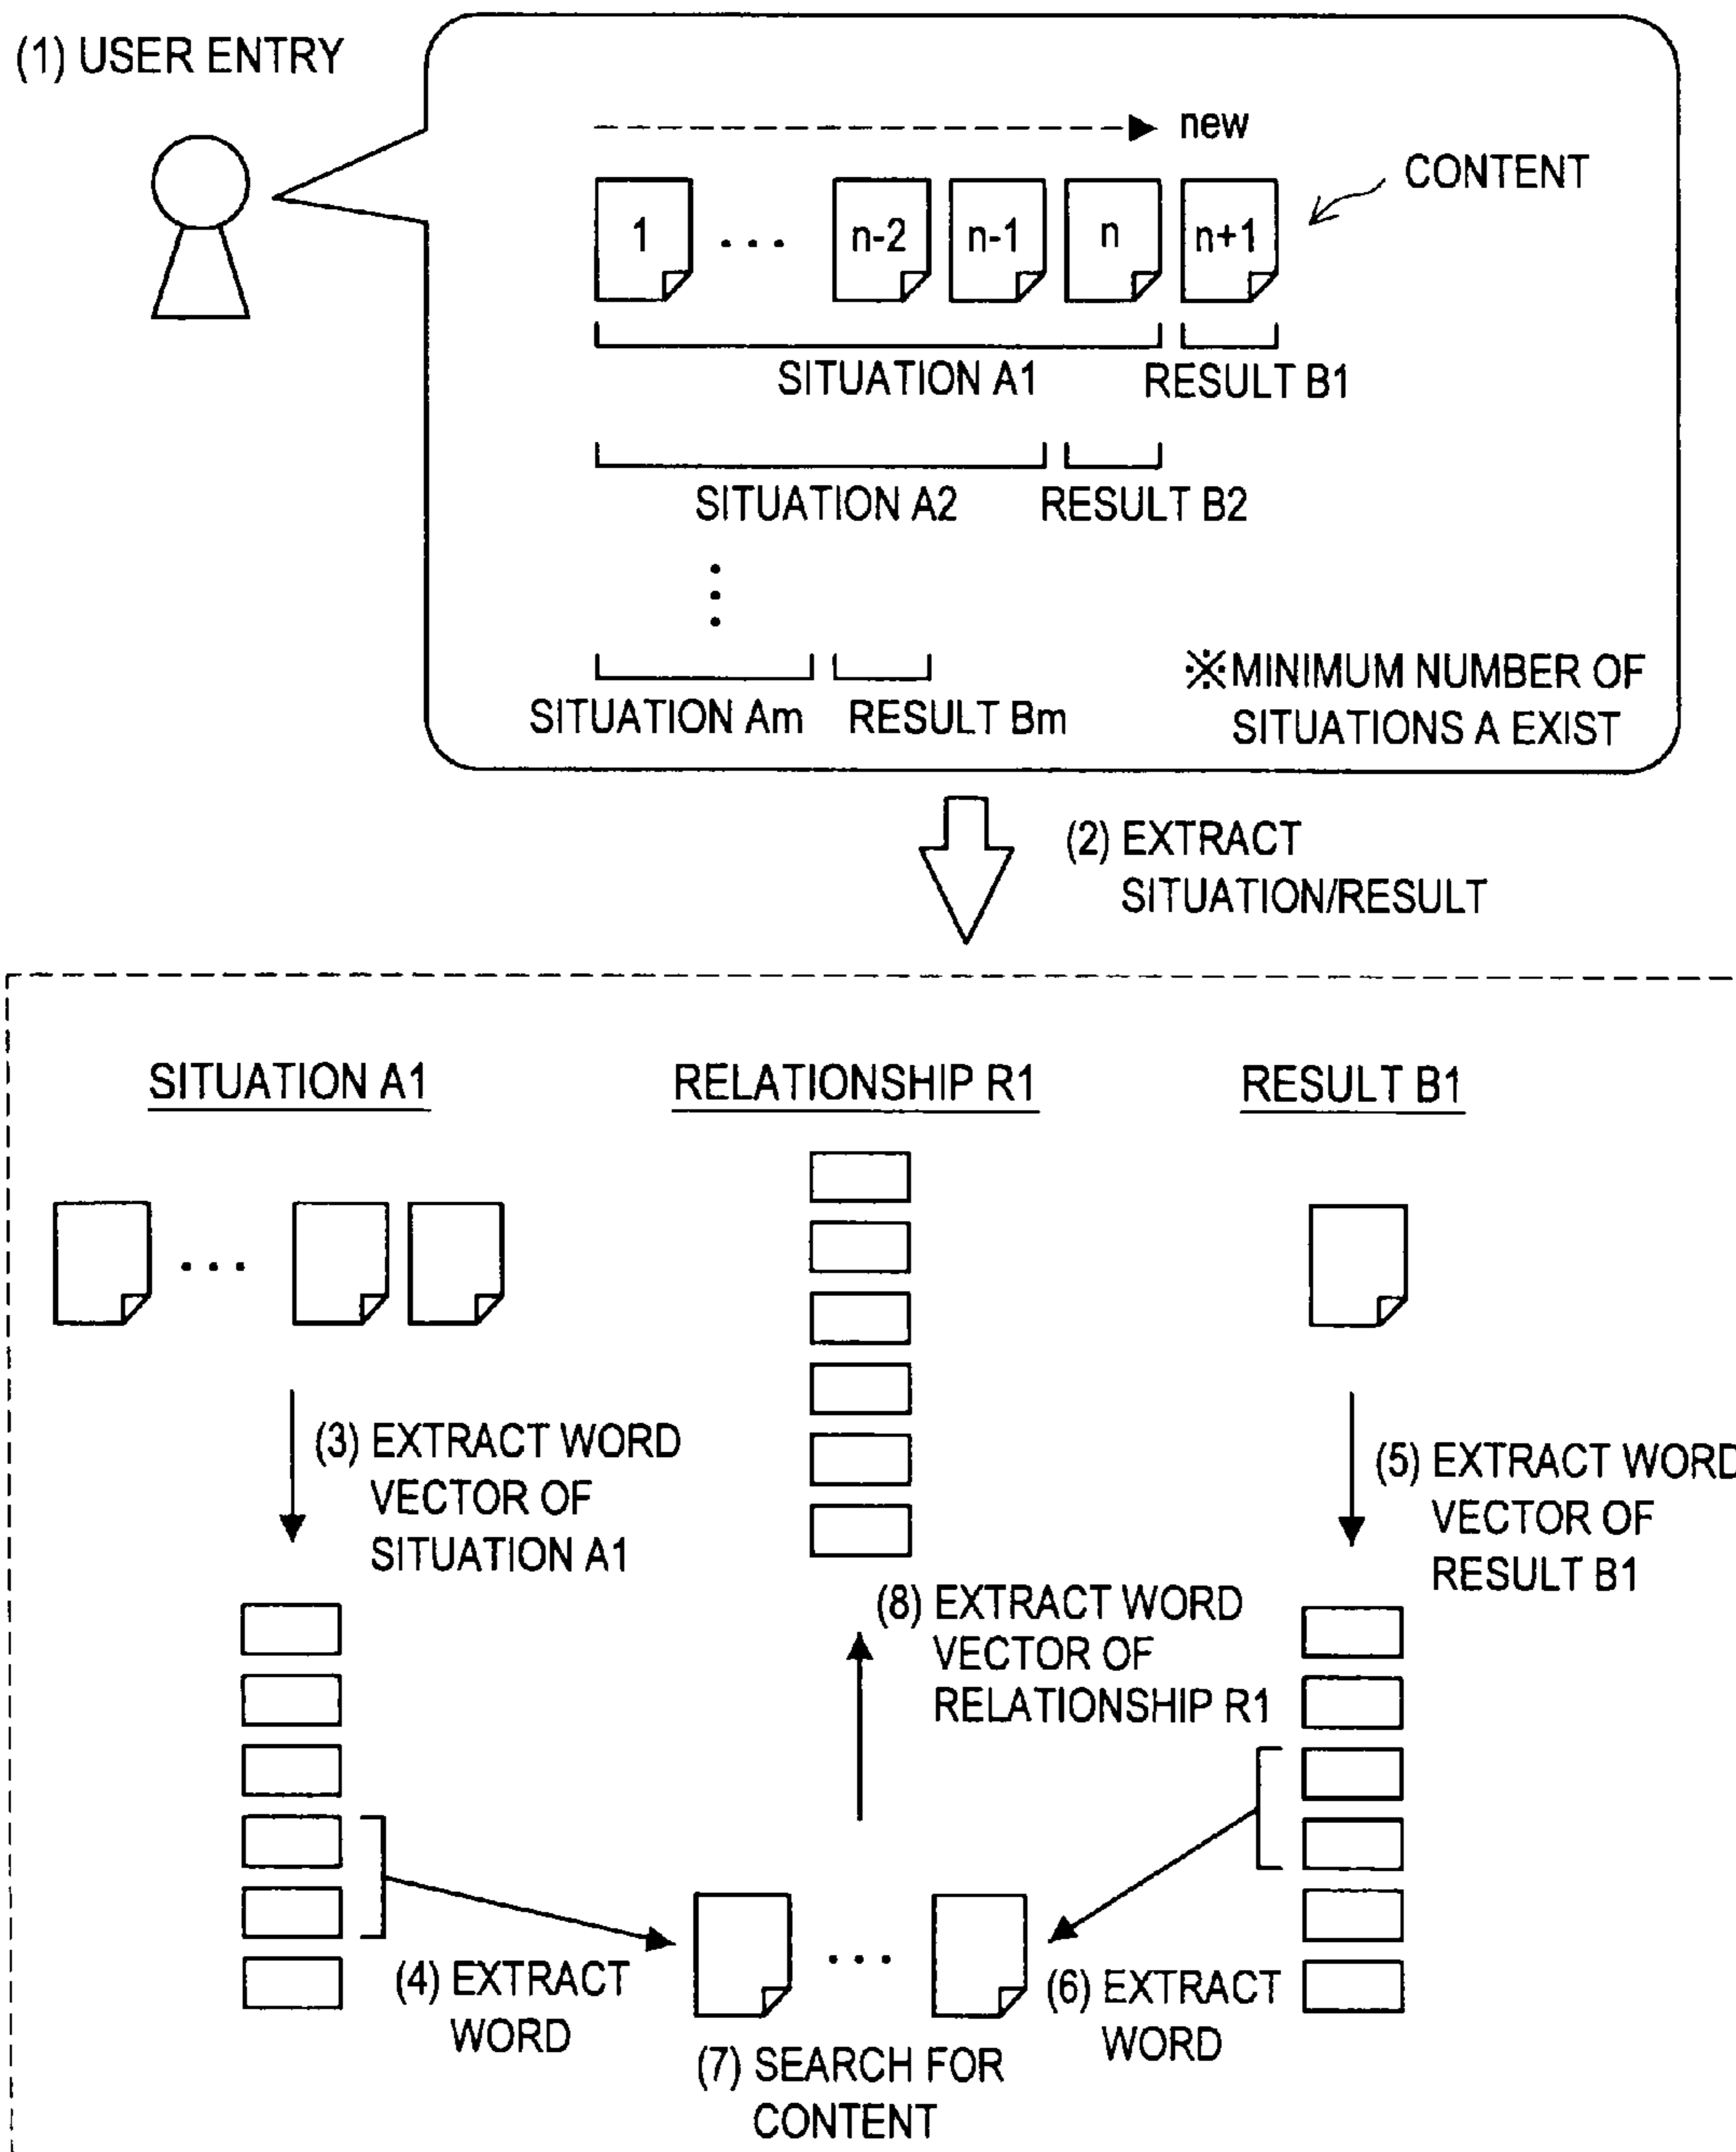 (1) USER ENTRY
new
CONTENT
1 ... n-2 n-1 n n+1
SITUATION A1 RESULT B1
SITUATION A2 RESULT B2
SITUATION Am RESULT Bm
※MINIMUM NUMBER OF
SITUATIONS A EXIST
(2) EXTRACT
SITUATION/RESULT
SITUATION A1 RELATIONSHIP R1 RESULT B1
...
(3) EXTRACT WORD
VECTOR OF
SITUATION A1
(5) EXTRACT WORD
VECTOR OF
RESULT B1
(8) EXTRACT WORD
VECTOR OF
RELATIONSHIP R1
(4) EXTRACT
WORD
...
(6) EXTRACT
WORD
(7) SEARCH FOR
CONTENT